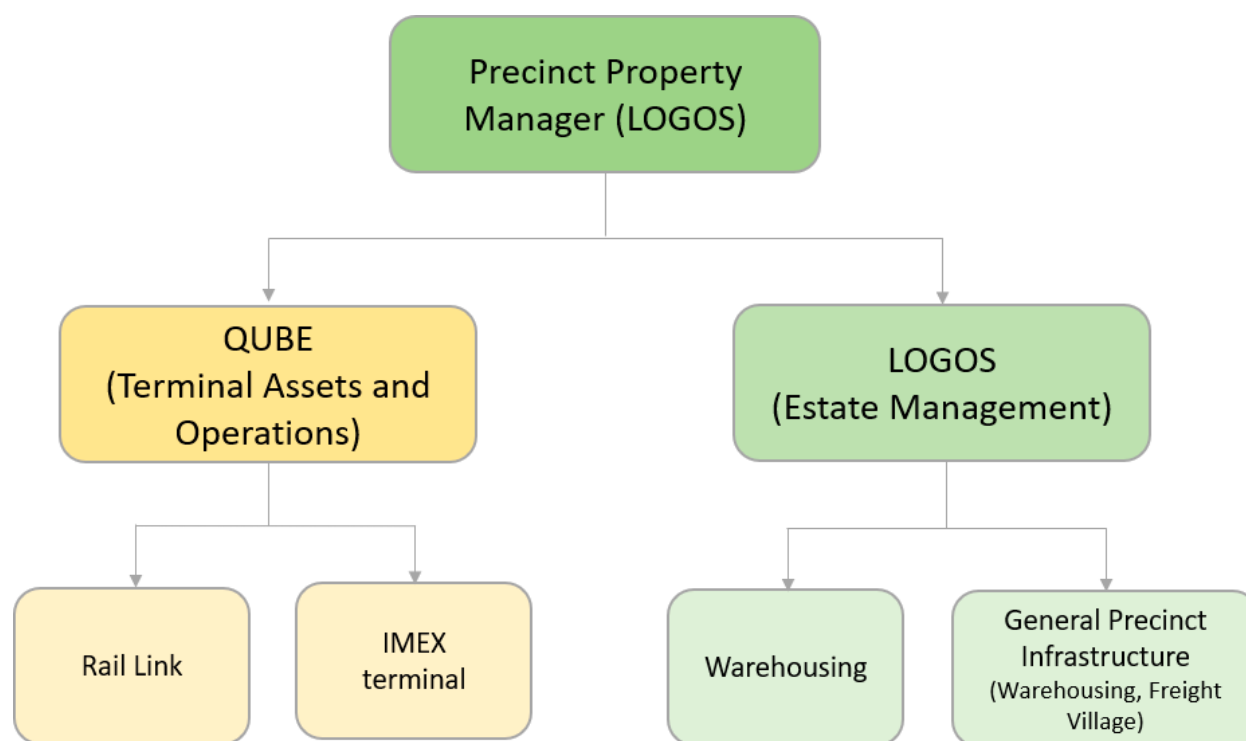 Precinct Property
Manager (LOGOS)
QUBE
(Terminal Assets and
Operations)
LOGOS
(Estate Management)
Rail Link
IMEX
terminal
Warehousing
General Precinct
Infrastructure
(Warehousing, Freight
Village)